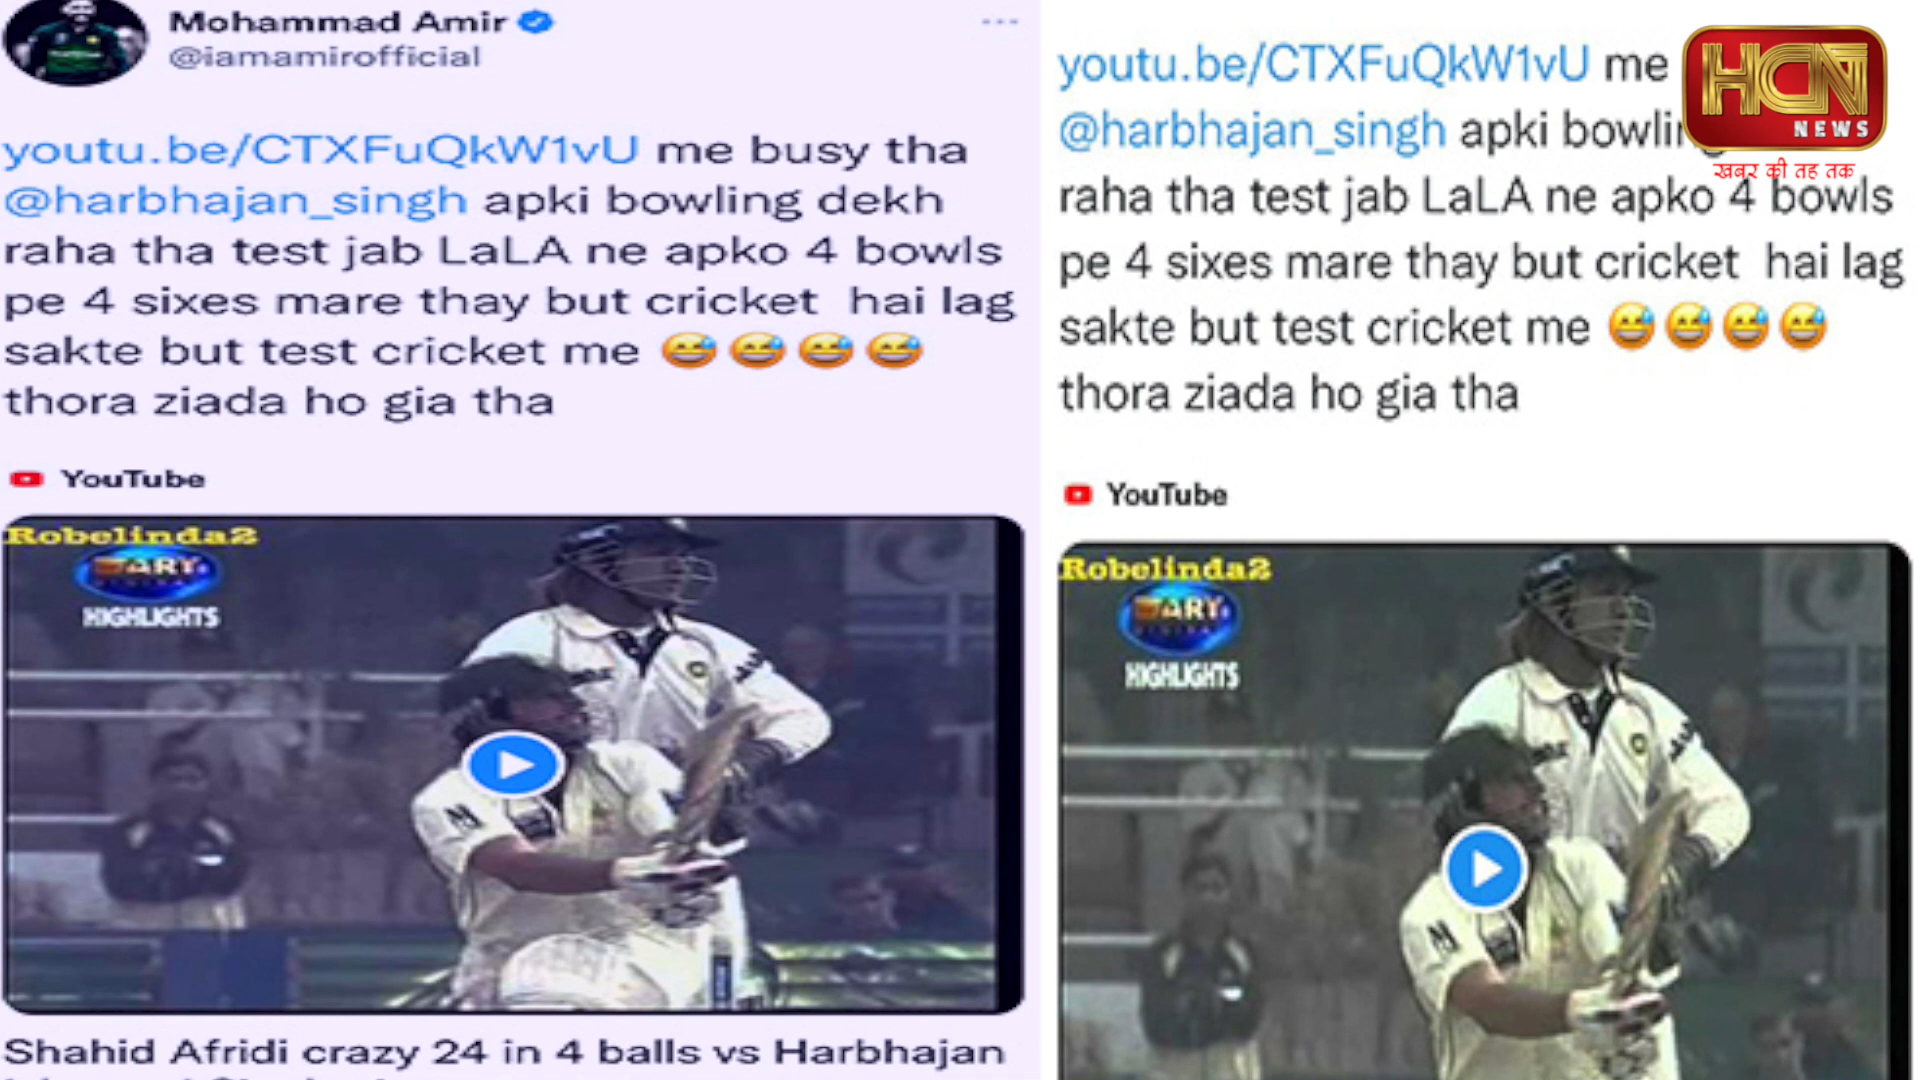 Mohammad Amir
@iamamirofficial
youtu.be/CTXFuQkW1vU me busy tha
@harbhajan_singh apki bowling dekh
raha tha test jab LaLA ne apko 4 bowls
pe 4 sixes mare thay but cricket hai lag
sakte but test cricket me 😅😅😅😅
thora ziada ho gia tha
YouTube
Robelinda2
ARY
DIGITAL
HIGHLIGHTS
Shahid Afridi crazy 24 in 4 balls vs Harbhajan
youtu.be/CTXFuQkW1vU me
@harbhajan_singh apki bowling
raha tha test jab LaLA ne apko 4 bowls
pe 4 sixes mare thay but cricket hai lag
sakte but test cricket me 😅😅😅😅
thora ziada ho gia tha
YouTube
Robelinda2
ARY
DIGITAL
HIGHLIGHTS
HCN
NEWS
ख़बर की तह तक